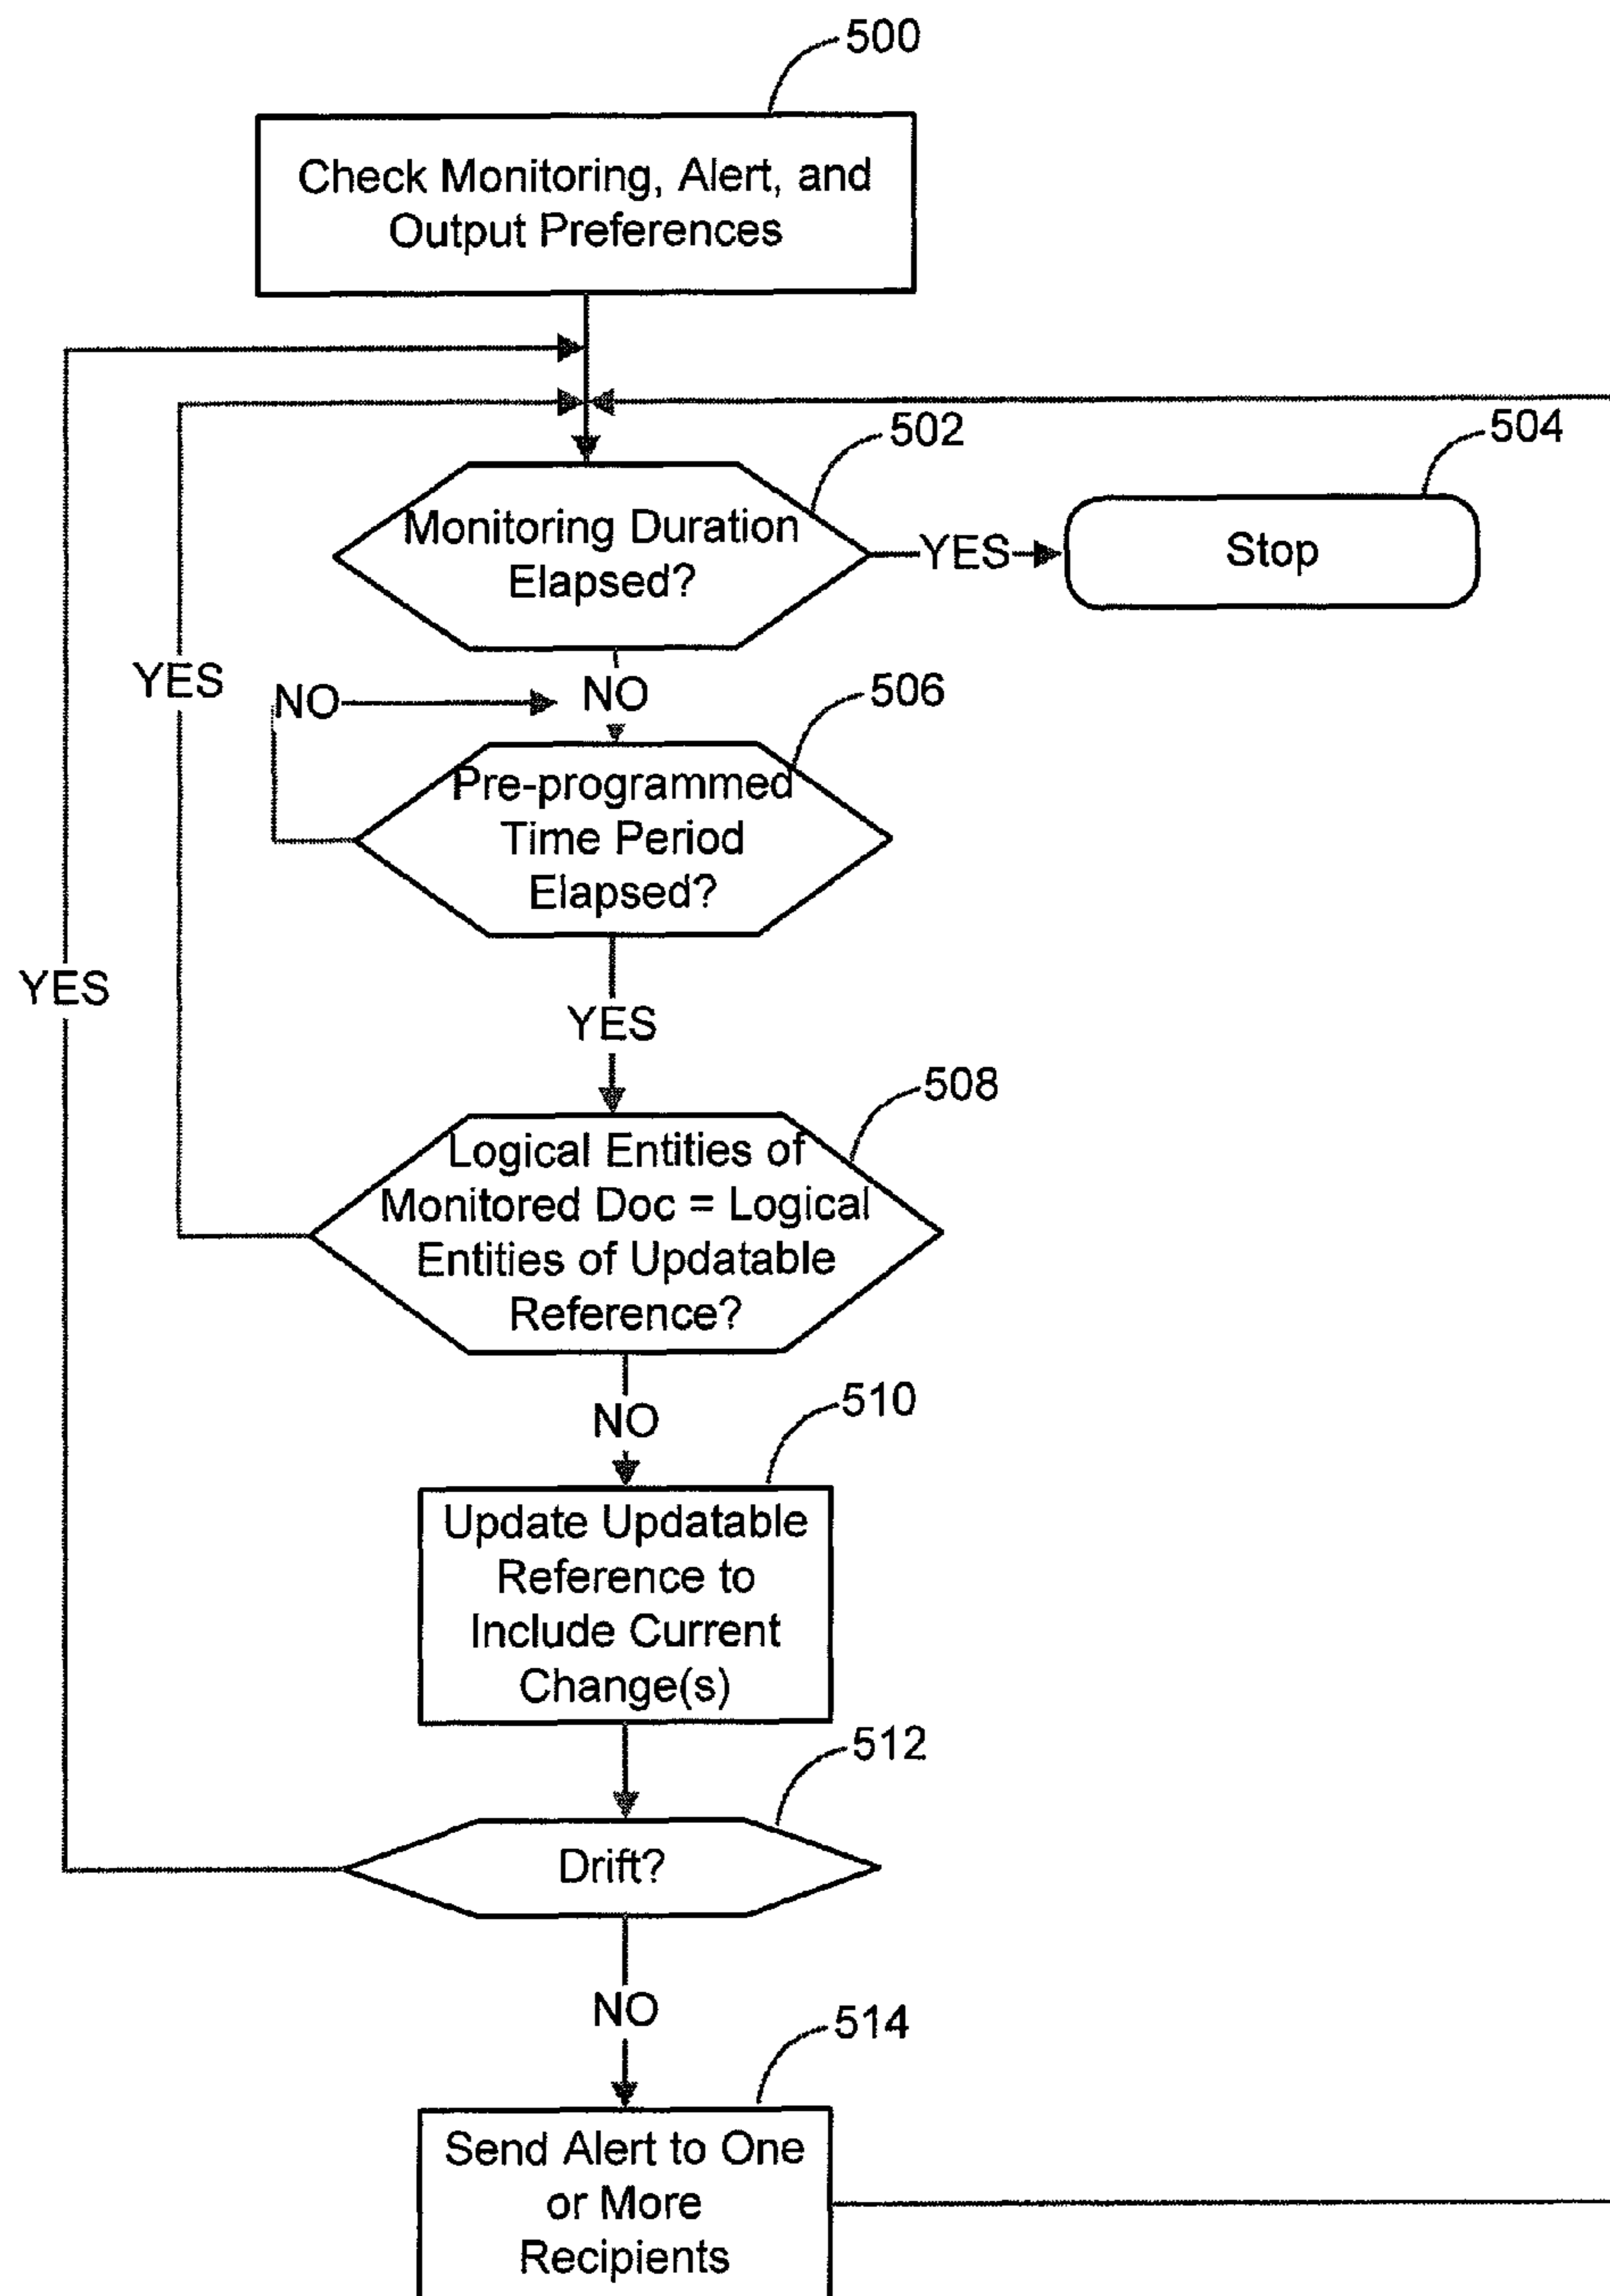 500
Check Monitoring, Alert, and
Output Preferences
502
504
Monitoring Duration
Elapsed?
YES
Stop
YES
NO
NO
506
Pre-programmed
Time Period
Elapsed?
YES
YES
508
Logical Entities of
Monitored Doc = Logical
Entities of Updatable
Reference?
NO
510
Update Updatable
Reference to
Include Current
Change(s)
512
Drift?
NO
514
Send Alert to One
or More
Recipients